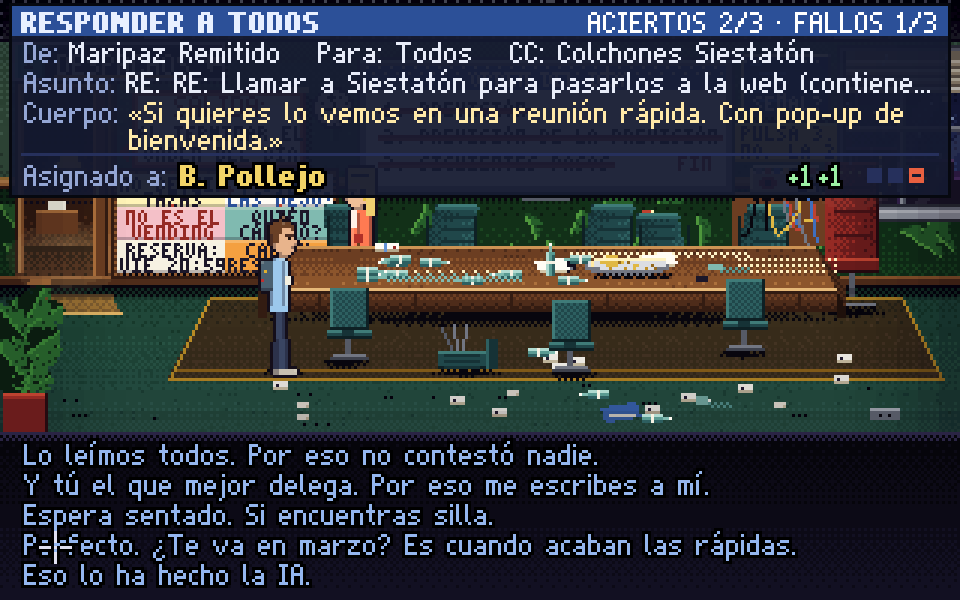 RESPONDER A TODOS
ACIERTOS 2/3 · FALLOS 1/3
De: Maripaz Remitido Para: Todos CC: Colchones Siestatón
Asunto: RE: RE: Llamar a Siestatón para pasarlos a la web (contiene...
Cuerpo: «Si quieres lo vemos en una reunión rápida. Con pop-up de
bienvenida.»
FIN
Asignado a: B. Pollejo
+1 +1
NO ES EL
VENDING
RESERVA:
Lo leímos todos. Por eso no contestó nadie.
Y tú el que mejor delega. Por eso me escribes a mí.
Espera sentado. Si encuentras silla.
Perfecto. ¿Te va en marzo? Es cuando acaban las rápidas.
Eso lo ha hecho la IA.